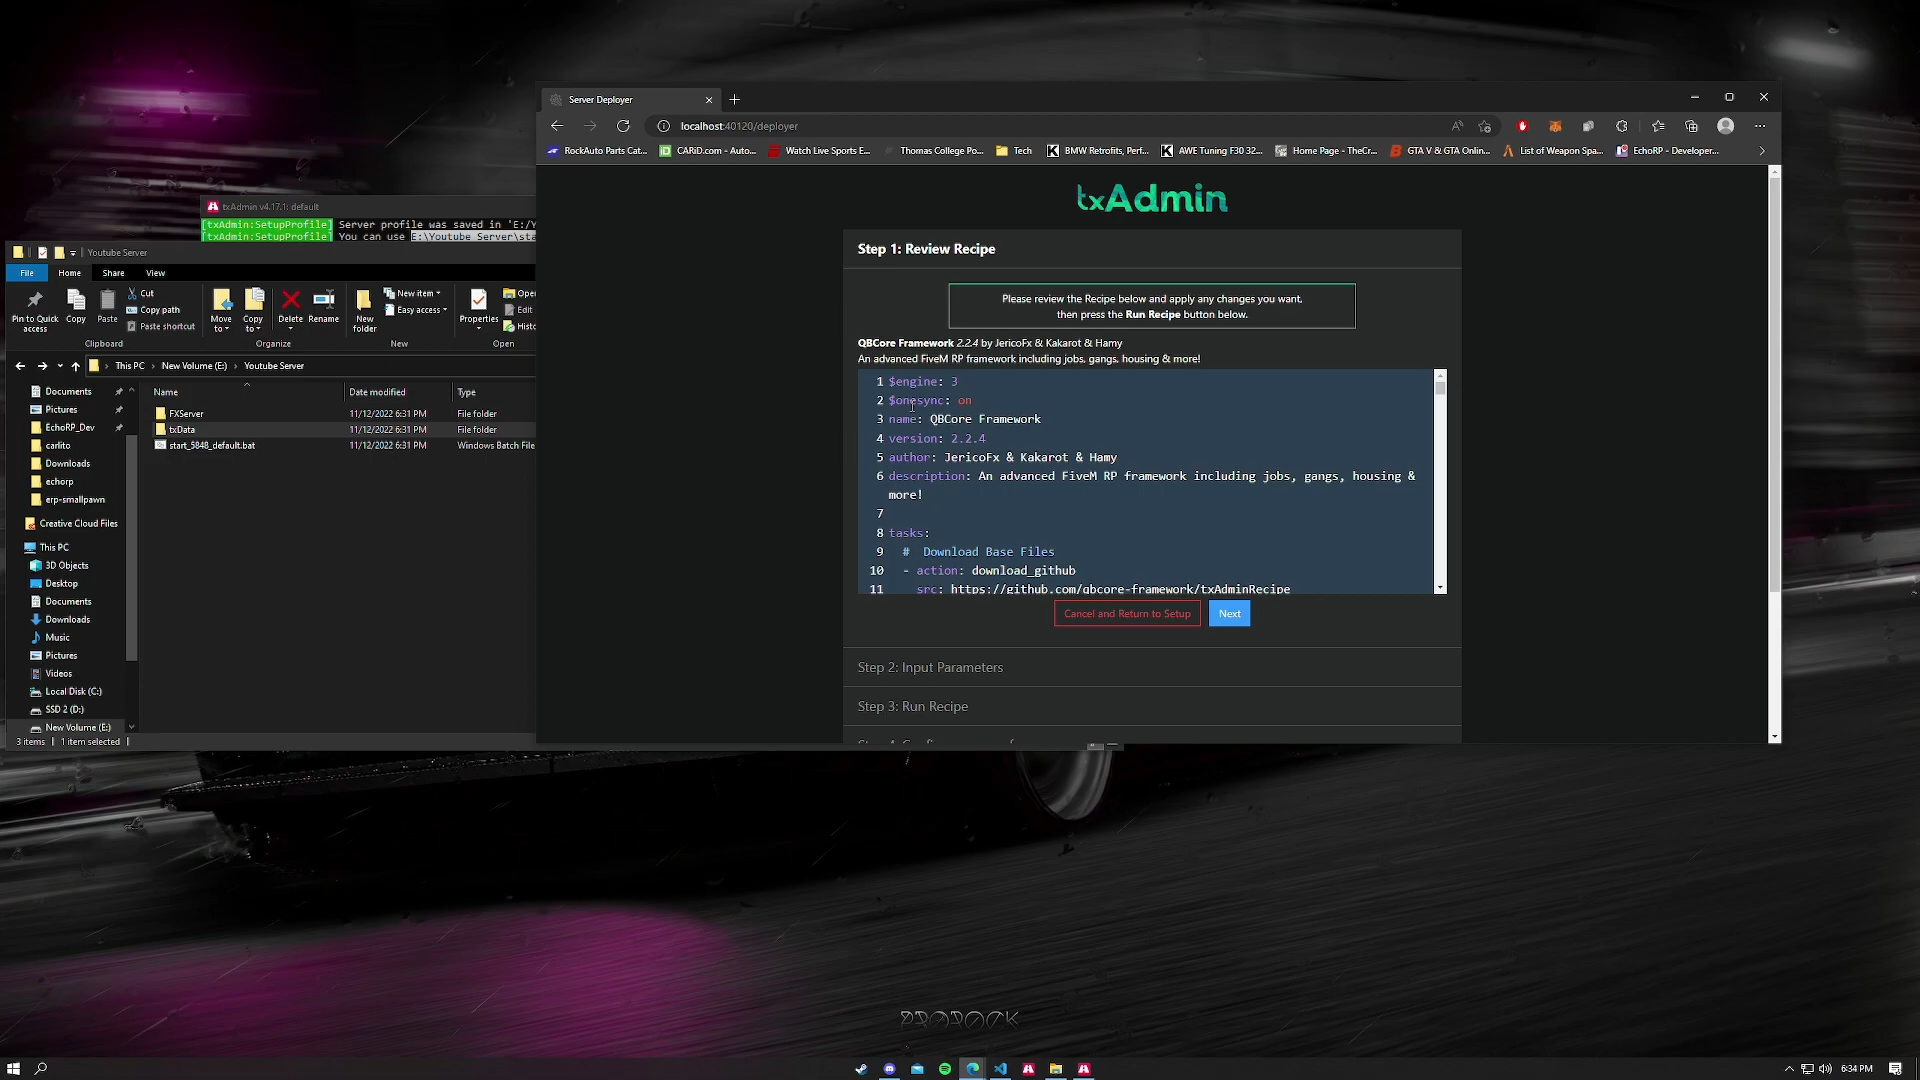 txAdmin v4.17.1: default
[txAdmin:SetupProfile] Server profile was saved in 'E:/Y
[txAdmin:SetupProfile] You can use E:\Youtube Server\sta
Youtube Server
File
Home
Share
View
Pin to Quick access
Copy
Paste
Cut
Copy path
Paste shortcut
Clipboard
Move to
Copy to
Delete
Rename
Organize
New folder
New item
Easy access
New
Properties
Open
Edit
Histo
Open
This PC > New Volume (E:) > Youtube Server
Documents
Pictures
EchoRP_Dev
carlito
Downloads
echorp
erp-smallpawn
Creative Cloud Files
This PC
3D Objects
Desktop
Documents
Downloads
Music
Pictures
Videos
Local Disk (C:)
SSD 2 (D:)
New Volume (E:)
Name Date modified Type
FXServer 11/12/2022 6:31 PM File folder
txData 11/12/2022 6:31 PM File folder
start_5848_default.bat 11/12/2022 6:31 PM Windows Batch File
3 items 1 item selected
Server Deployer
localhost:40120/deployer
RockAuto Parts Cat...
CARiD.com - Auto...
Watch Live Sports E...
Thomas College Po...
Tech
BMW Retrofits, Perf...
AWE Tuning F30 32...
Home Page - TheCr...
GTA V & GTA Onlin...
List of Weapon Spa...
EchoRP - Developer...
txAdmin
Step 1: Review Recipe
Please review the Recipe below and apply any changes you want,
then press the Run Recipe button below.
QBCore Framework 2.2.4 by JericoFx & Kakarot & Hamy
An advanced FiveM RP framework including jobs, gangs, housing & more!
1 $engine: 3
2 $onesync: on
3 name: QBCore Framework
4 version: 2.2.4
5 author: JericoFx & Kakarot & Hamy
6 description: An advanced FiveM RP framework including jobs, gangs, housing &
more!
7
8 tasks:
9 # Download Base Files
10 - action: download_github
11 src: https://github.com/qbcore-framework/txAdminRecipe
Cancel and Return to Setup
Next
Step 2: Input Parameters
Step 3: Run Recipe
PROROCK
6:34 PM